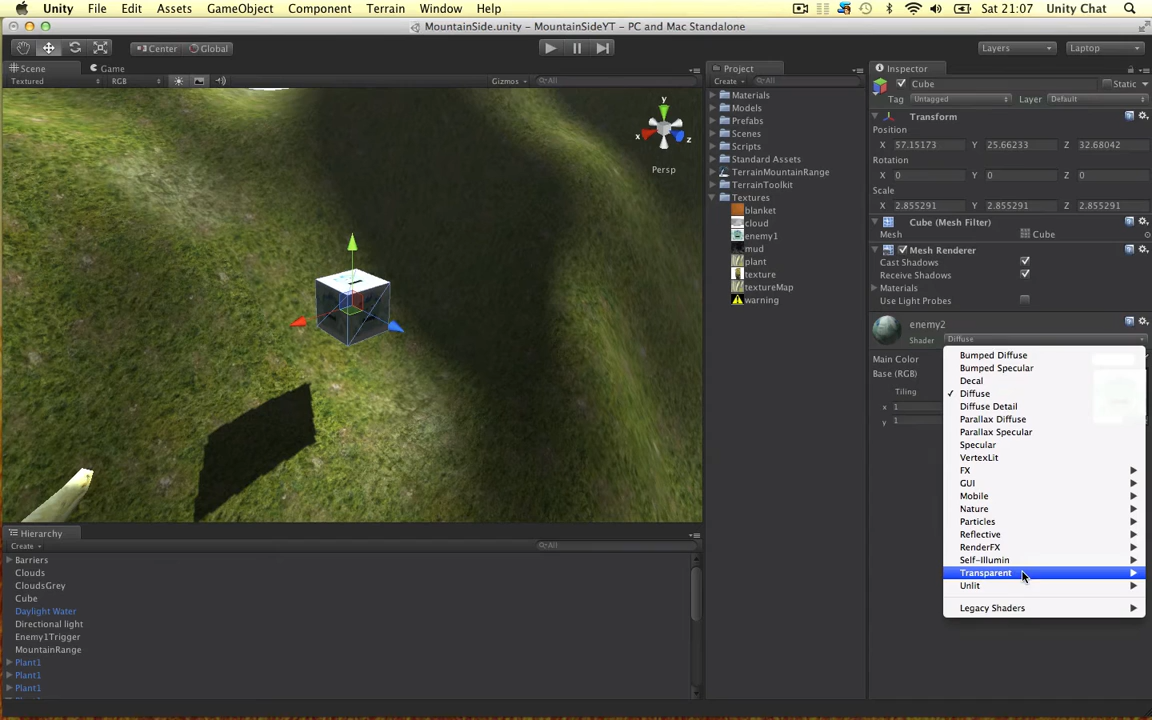 Unity File Edit Assets GameObject Component Terrain Window Help Sat 21:07 Unity Chat
MountainSide.unity - MountainSideYT - PC and Mac Standalone
Center Global Layers Laptop
Scene Game
Textured RGB Gizmos All
y
x
z
Persp
Project
Create All
Materials
Models
Prefabs
Scenes
Scripts
Standard Assets
TerrainMountainRange
TerrainToolkit
Textures
blanket
cloud
enemy1
mud
plant
texture
textureMap
warning
Inspector
Cube Static
Tag Untagged Layer Default
Transform
Position
X 57.15173 Y 25.66233 Z 32.68042
Rotation
X 0 Y 0 Z 0
Scale
X 2.855291 Y 2.855291 Z 2.855291
Cube (Mesh Filter)
Mesh Cube
Mesh Renderer
Cast Shadows
Receive Shadows
Materials
Use Light Probes
enemy2
Shader Diffuse
Main Color
Base (RGB)
Tiling
x 1
y 1
Bumped Diffuse
Bumped Specular
Decal
✓ Diffuse
Diffuse Detail
Parallax Diffuse
Parallax Specular
Specular
VertexLit
FX
GUI
Mobile
Nature
Particles
Reflective
RenderFX
Self-Illumin
Transparent
Unlit
Legacy Shaders
Hierarchy
Create All
Barriers
Clouds
CloudsGrey
Cube
Daylight Water
Directional light
Enemy1Trigger
MountainRange
Plant1
Plant1
Plant1